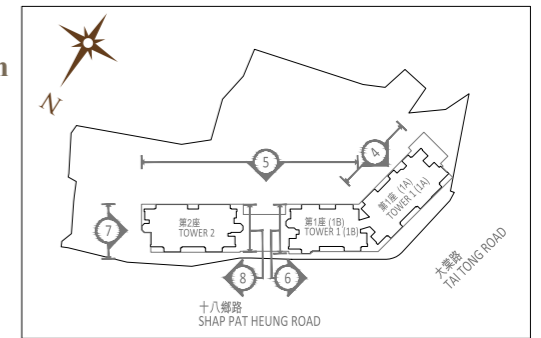 n
N
4
5
第1座 (1A)
TOWER 1 (1A)
7
第2座
TOWER 2
第1座 (1B)
TOWER 1 (1B)
大棠路
TAI TONG ROAD
8
6
十八鄉路
SHAP PAT HEUNG ROAD